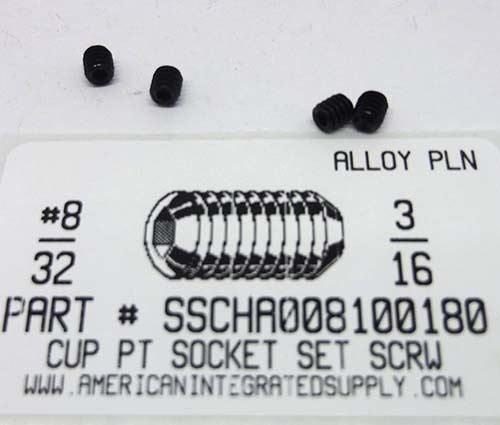 ALLOY PLN
#8 3
32 16
PART # SSCHA008100180
CUP PT SOCKET SET SCRW
WWW.AMERICANINTEGRATEDSUPPLY.COM